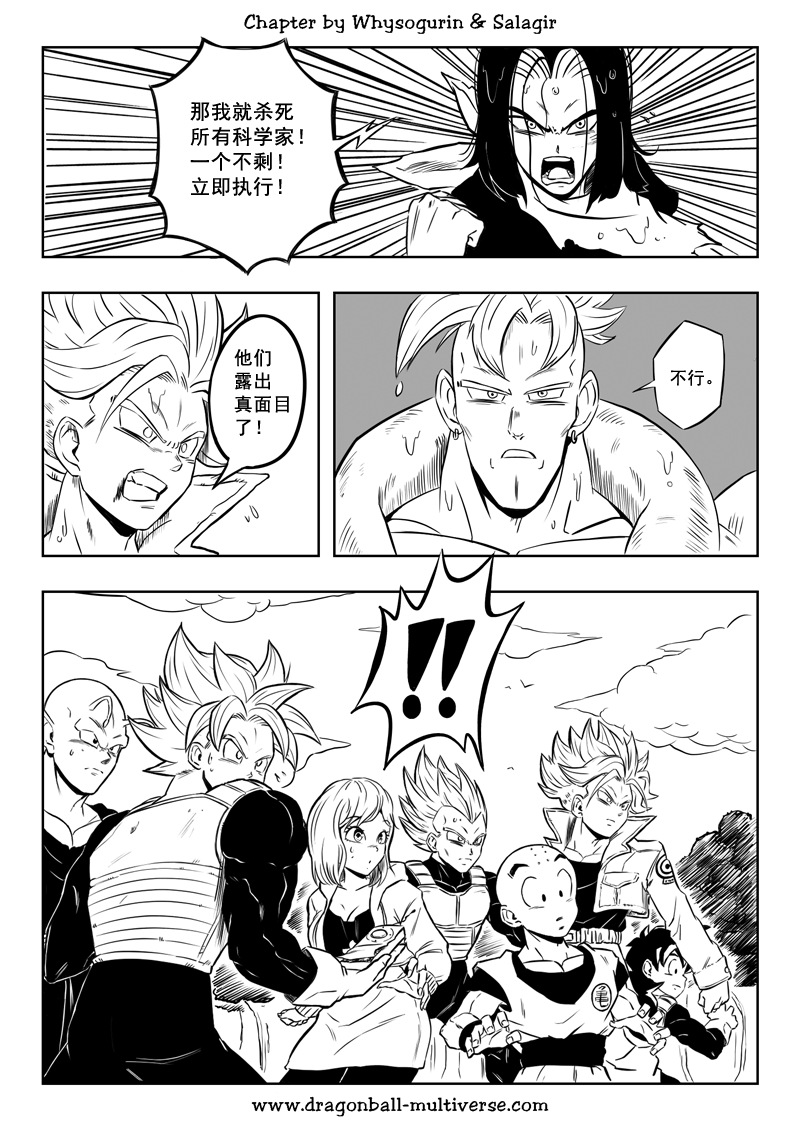 Chapter by Whysogurin & Salagir
那我就杀死
所有科学家！
一个不剩！
立即执行！
他们
露出
真面目
了！
不行。
!!
亀
www.dragonball-multiverse.com